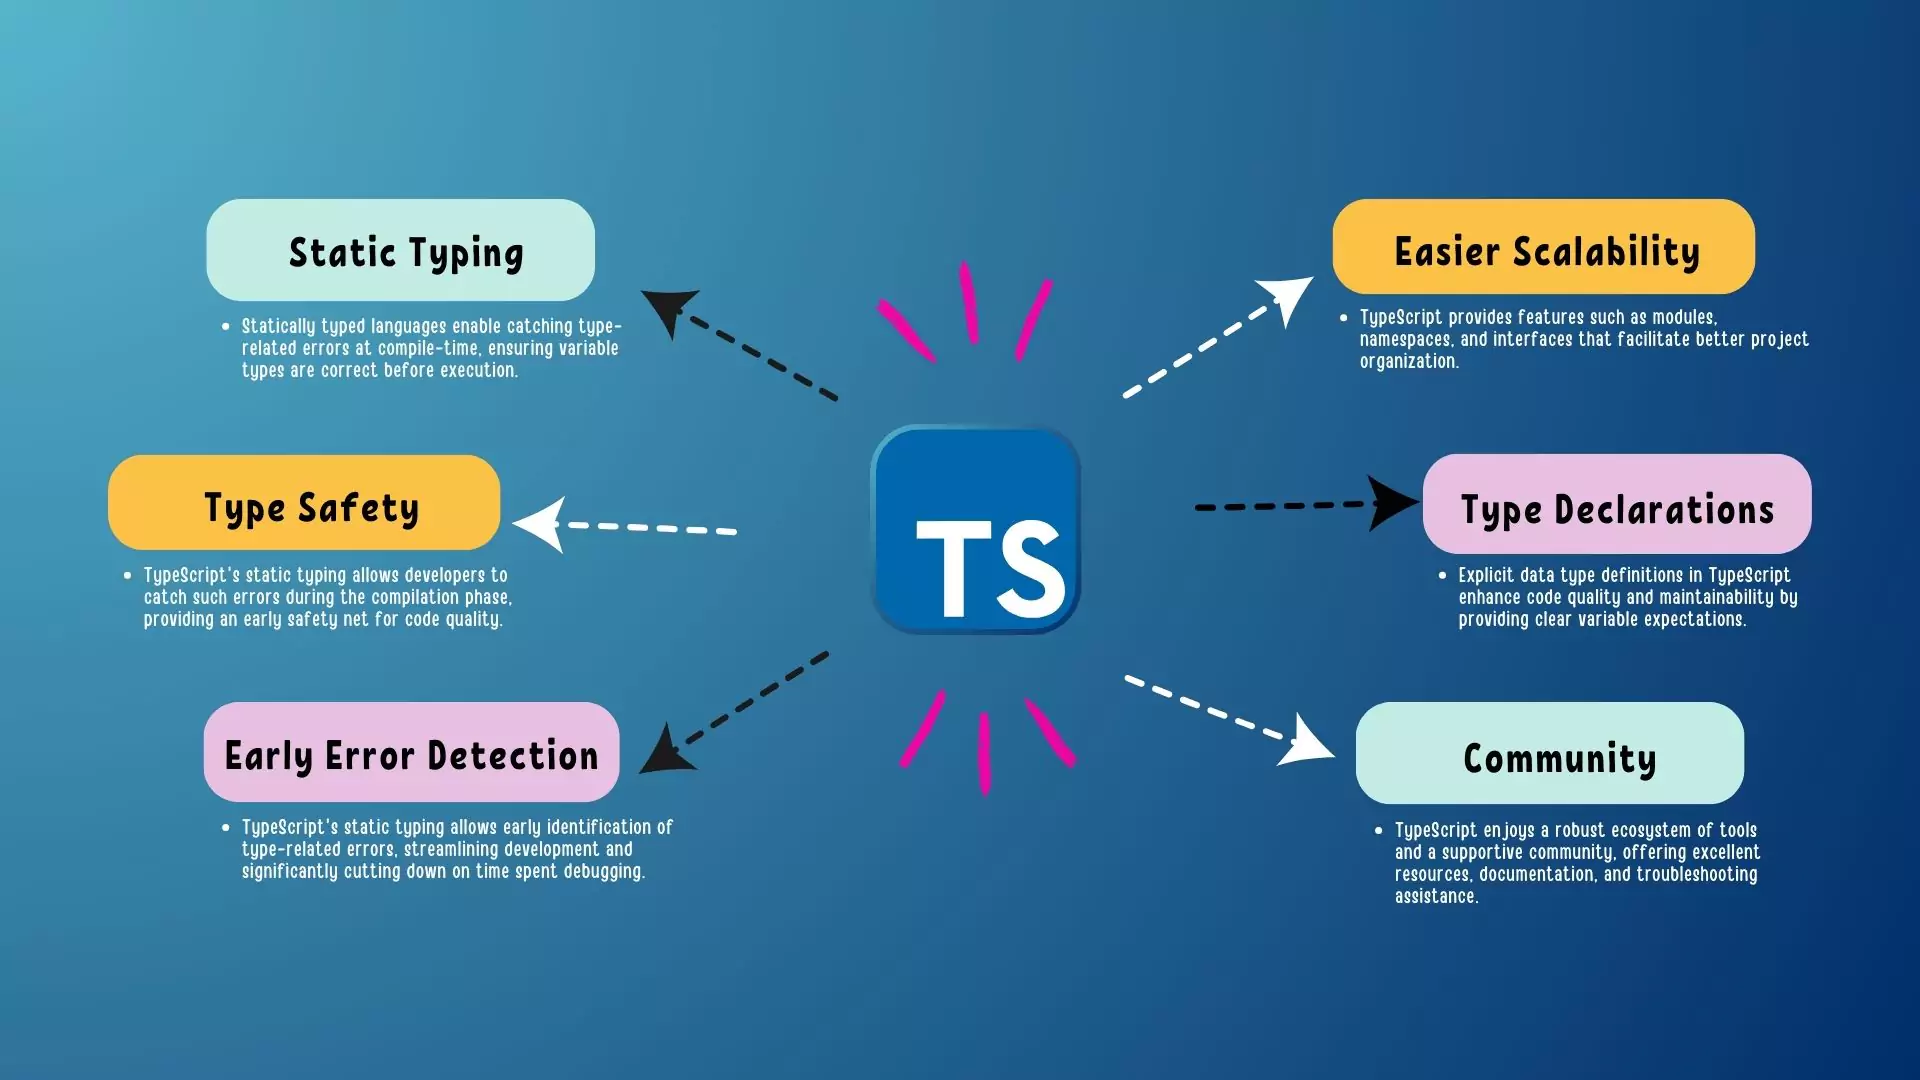 Static Typing
Statically typed languages enable catching type-
related errors at compile-time, ensuring variable
types are correct before execution.
Type Safety
TypeScript's static typing allows developers to
catch such errors during the compilation phase,
providing an early safety net for code quality.
Early Error Detection
TypeScript's static typing allows early identification of
type-related errors, streamlining development and
significantly cutting down on time spent debugging.
TS
Easier Scalability
TypeScript provides features such as modules,
namespaces, and interfaces that facilitate better project
organization.
Type Declarations
Explicit data type definitions in TypeScript
enhance code quality and maintainability by
providing clear variable expectations.
Community
TypeScript enjoys a robust ecosystem of tools
and a supportive community, offering excellent
resources, documentation, and troubleshooting
assistance.